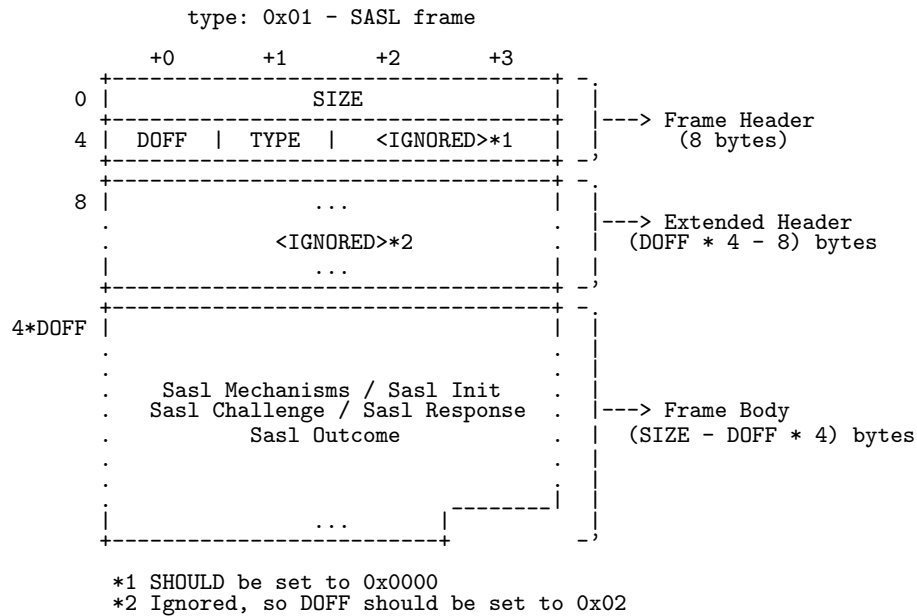 type: 0x01 - SASL frame
+0 +1 +2 +3
+------------------------------------+ -.
0 | SIZE | |
+------------------------------------+ |---> Frame Header
4 | DOFF | TYPE | <IGNORED>*1 | | (8 bytes)
+------------------------------------+ -'
+------------------------------------+ -.
8 | ... | |
. . |---> Extended Header
. <IGNORED>*2 . | (DOFF * 4 - 8) bytes
| ... | |
+------------------------------------+ -'
+------------------------------------+ -.
4*DOFF | | |
. . |
. . |
. Sasl Mechanisms / Sasl Init . |
. Sasl Challenge / Sasl Response . |---> Frame Body
. Sasl Outcome . | (SIZE - DOFF * 4) bytes
. . |
. . |
. ________| |
| ... | |
+---------------------------+ -'
*1 SHOULD be set to 0x0000
*2 Ignored, so DOFF should be set to 0x02